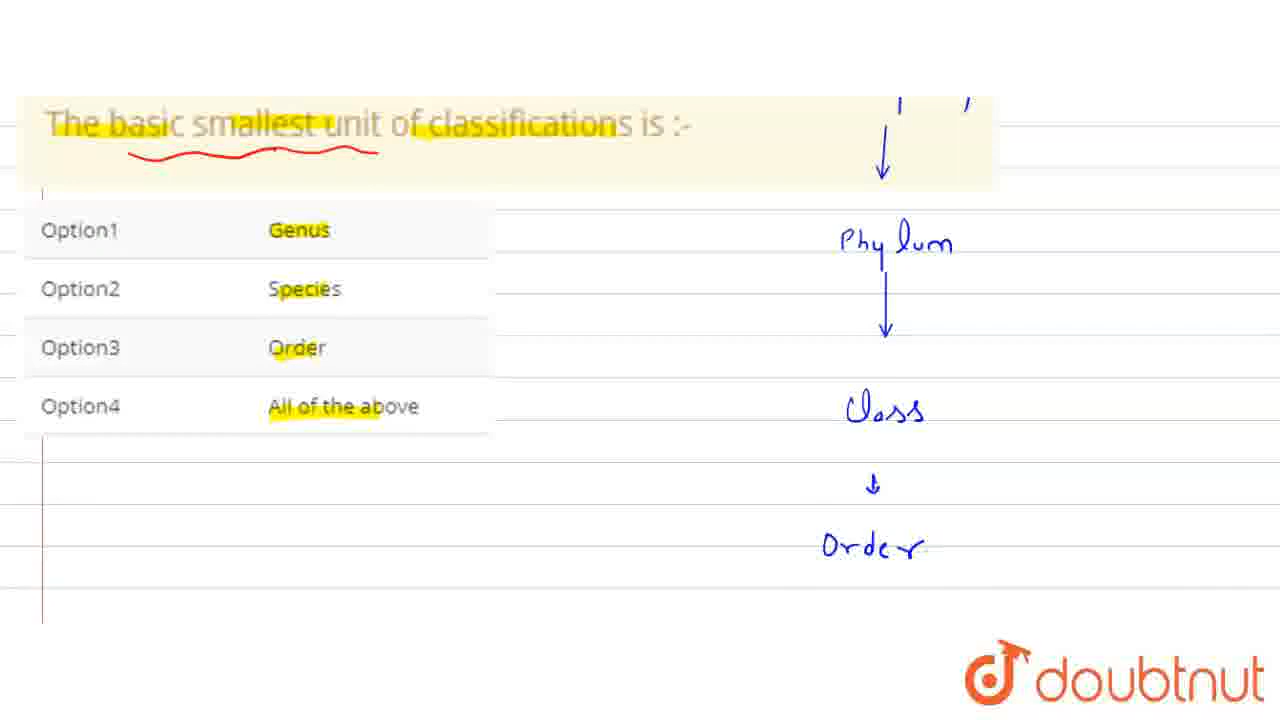 The basic smallest unit of classifications is :-
Option1 Genus
Option2 Species
Option3 Order
Option4 All of the above
Phylum
Class
Order
doubtnut